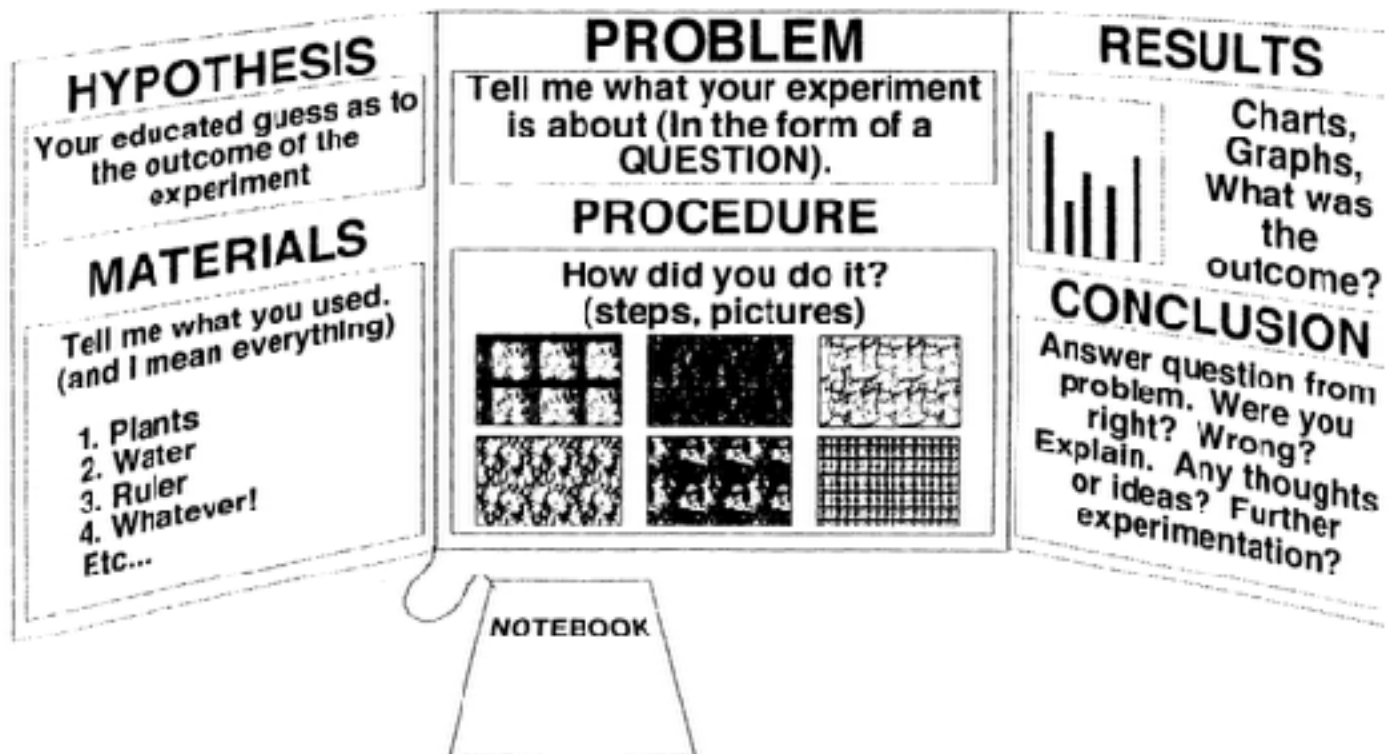 HYPOTHESIS
Your educated guess as to
the outcome of the
experiment
MATERIALS
Tell me what you used.
(and I mean everything)
1. Plants
2. Water
3. Ruler
4. Whatever!
Etc...
PROBLEM
Tell me what your experiment
is about (In the form of a
QUESTION).
PROCEDURE
How did you do it?
(steps, pictures)
RESULTS
Charts,
Graphs,
What was
the
outcome?
CONCLUSION
Answer question from
problem. Were you
right? Wrong?
Explain. Any thoughts
or ideas? Further
experimentation?
NOTEBOOK